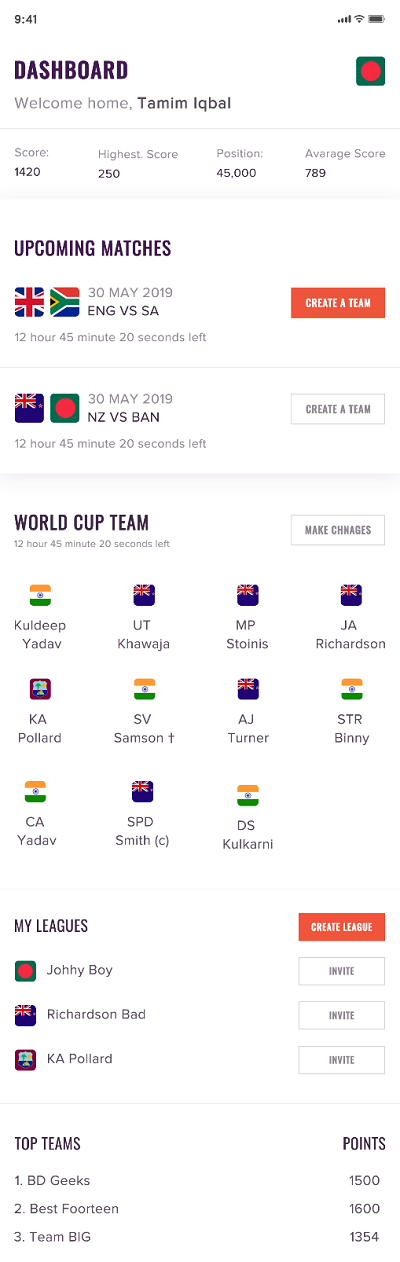 9:41
DASHBOARD
Welcome home, Tamim Iqbal
Score: Highest. Score Position: Avarage Score
1420 250 45,000 789
UPCOMING MATCHES
30 MAY 2019
ENG VS SA
CREATE A TEAM
12 hour 45 minute 20 seconds left
30 MAY 2019
NZ VS BAN
CREATE A TEAM
12 hour 45 minute 20 seconds left
WORLD CUP TEAM
12 hour 45 minute 20 seconds left
MAKE CHNAGES
Kuldeep UT MP JA
Yadav Khawaja Stoinis Richardson
KA SV AJ STR
Pollard Samson † Turner Binny
CA SPD DS
Yadav Smith (c) Kulkarni
MY LEAGUES CREATE LEAGUE
Johhy Boy INVITE
Richardson Bad INVITE
KA Pollard INVITE
TOP TEAMS POINTS
1. BD Geeks 1500
2. Best Foorteen 1600
3. Team BIG 1354